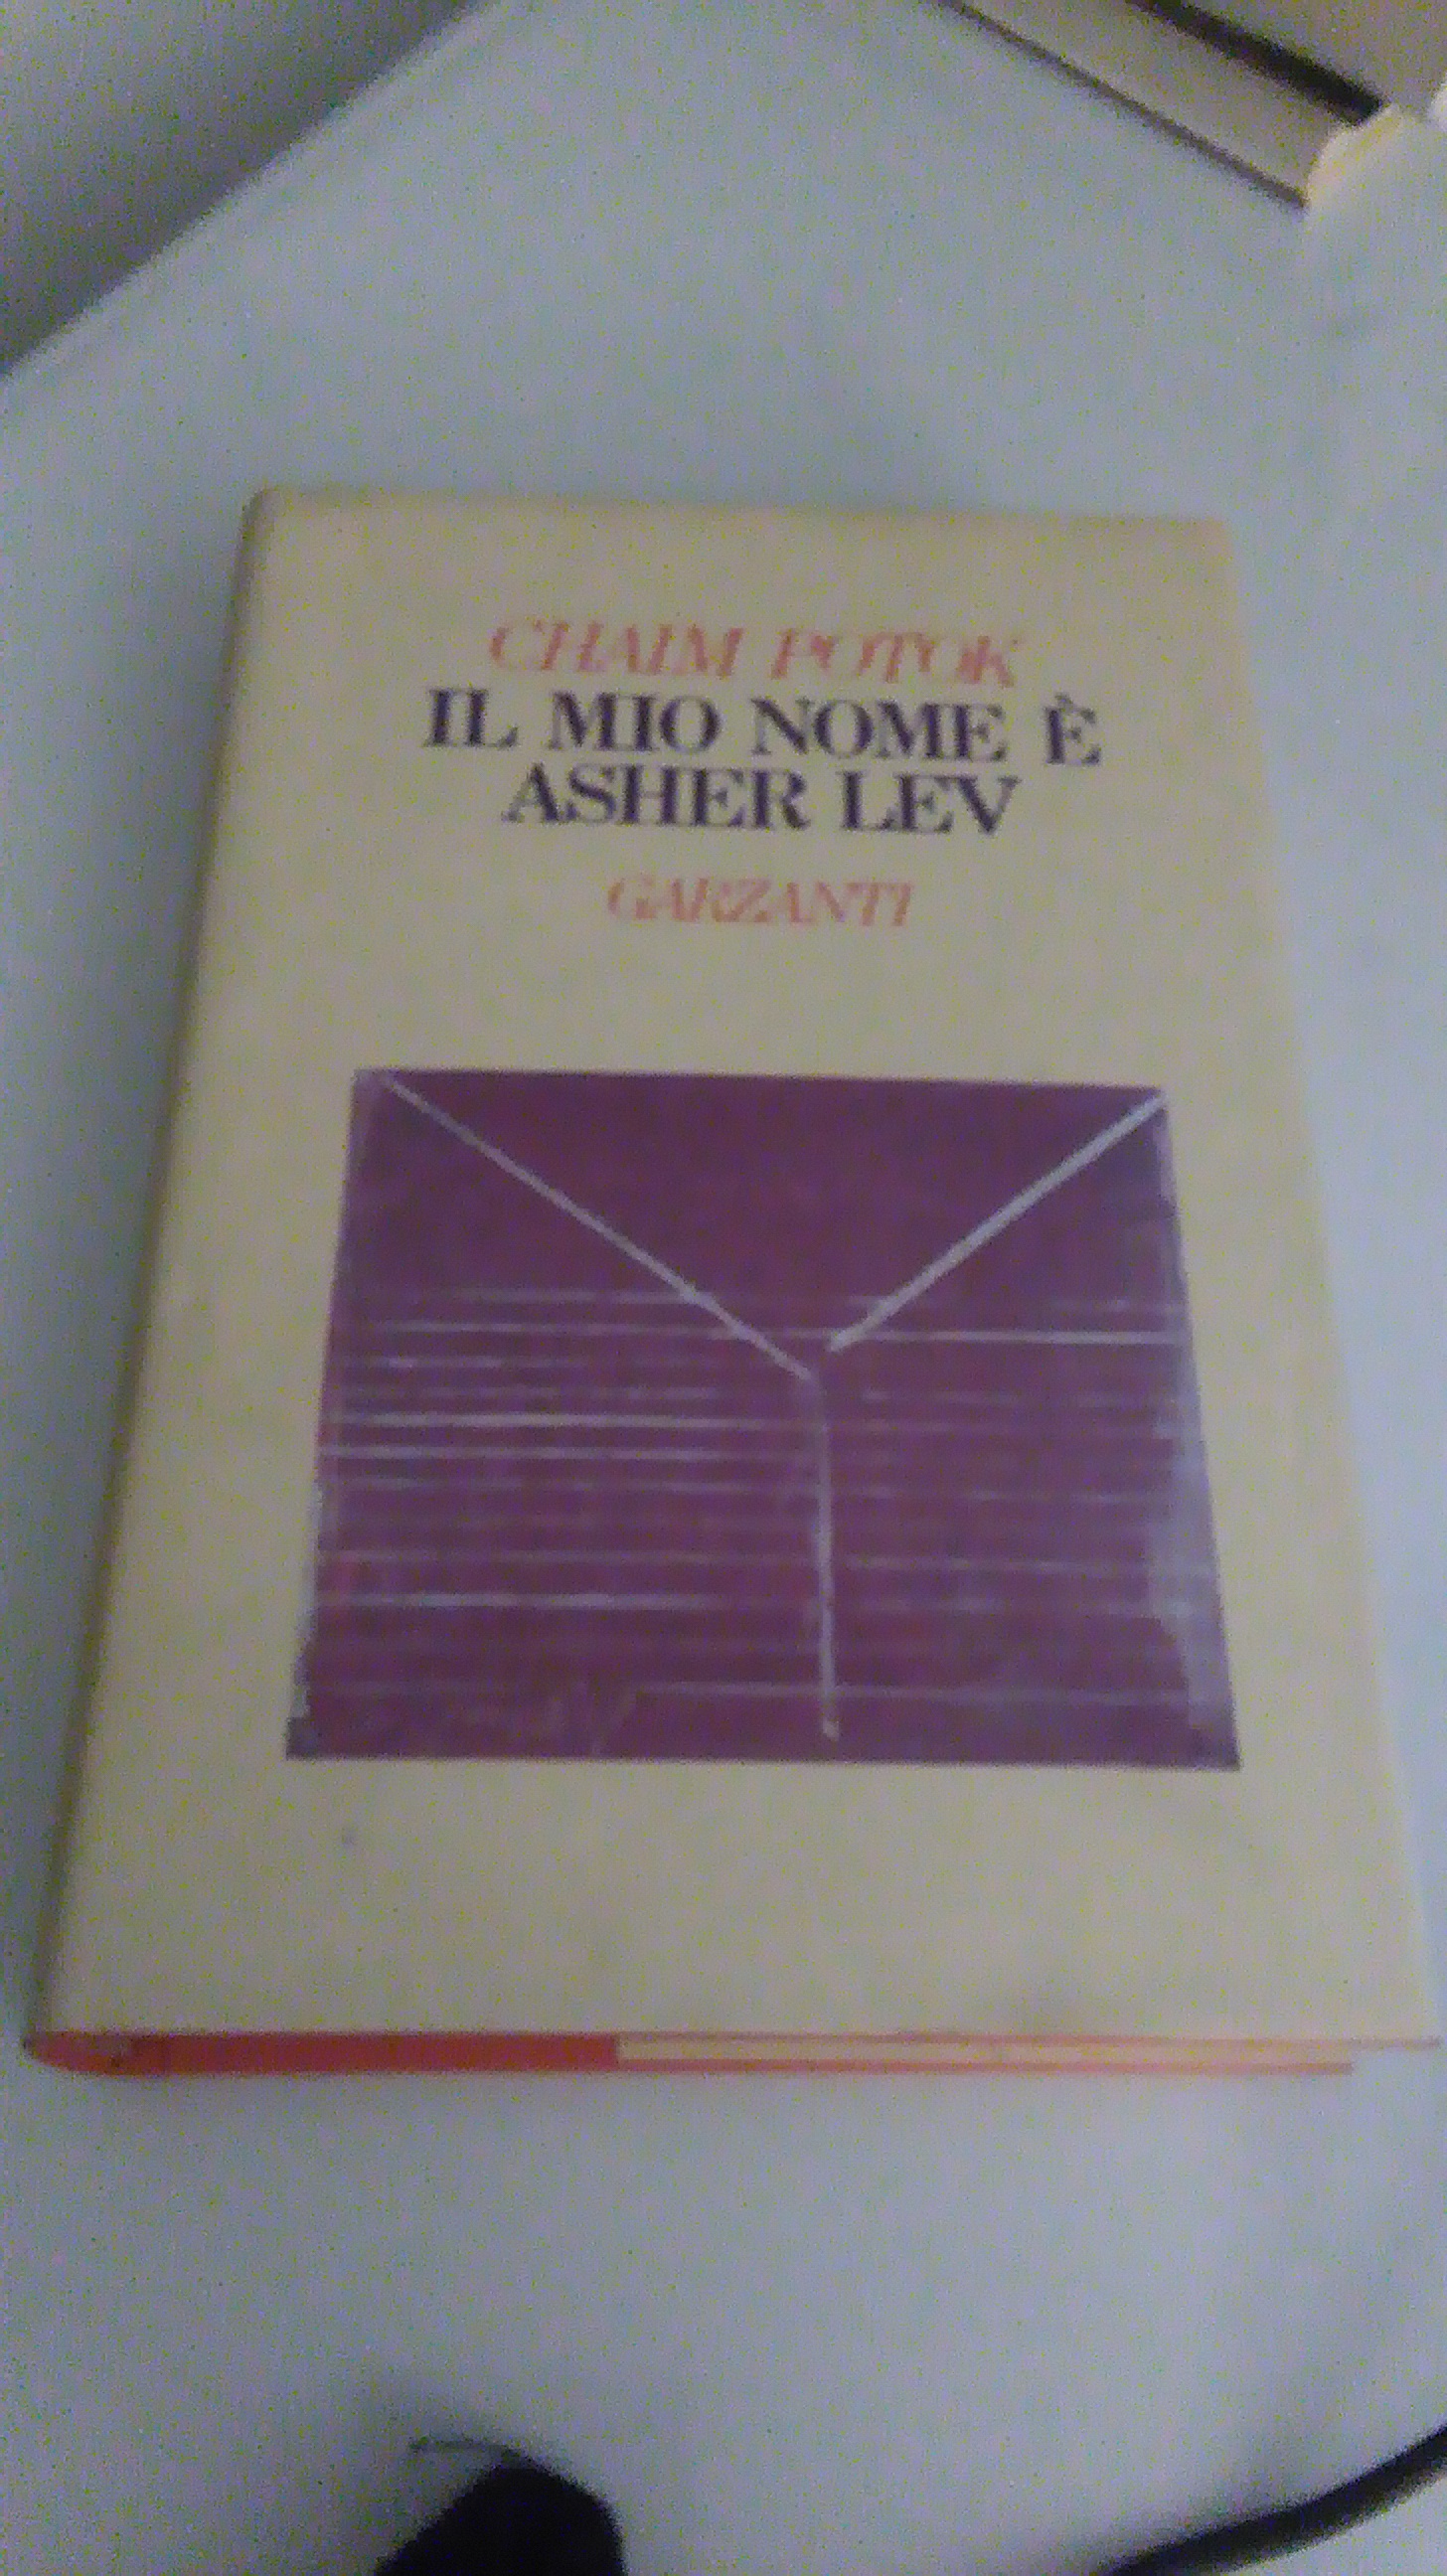 CHAIM POTOK
IL MIO NOME È
ASHER LEV
GARZANTI